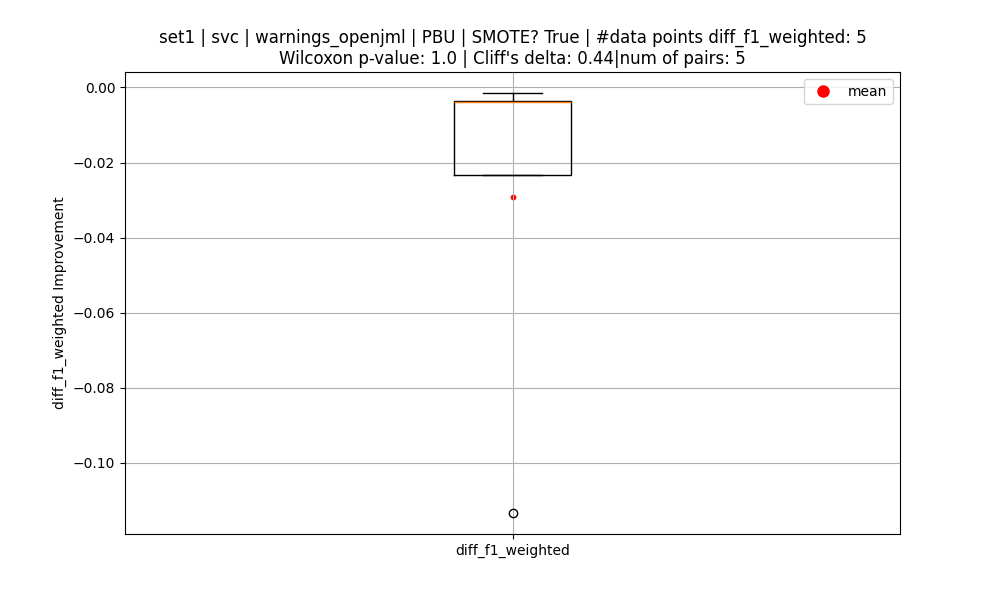 set1 | svc | warnings_openjml | PBU | SMOTE? True | #data points diff_f1_weighted: 5
Wilcoxon p-value: 1.0 | Cliff's delta: 0.44|num of pairs: 5
mean
0.00
−0.02
−0.04
−0.06
−0.08
−0.10
diff_f1_weighted Improvement
diff_f1_weighted